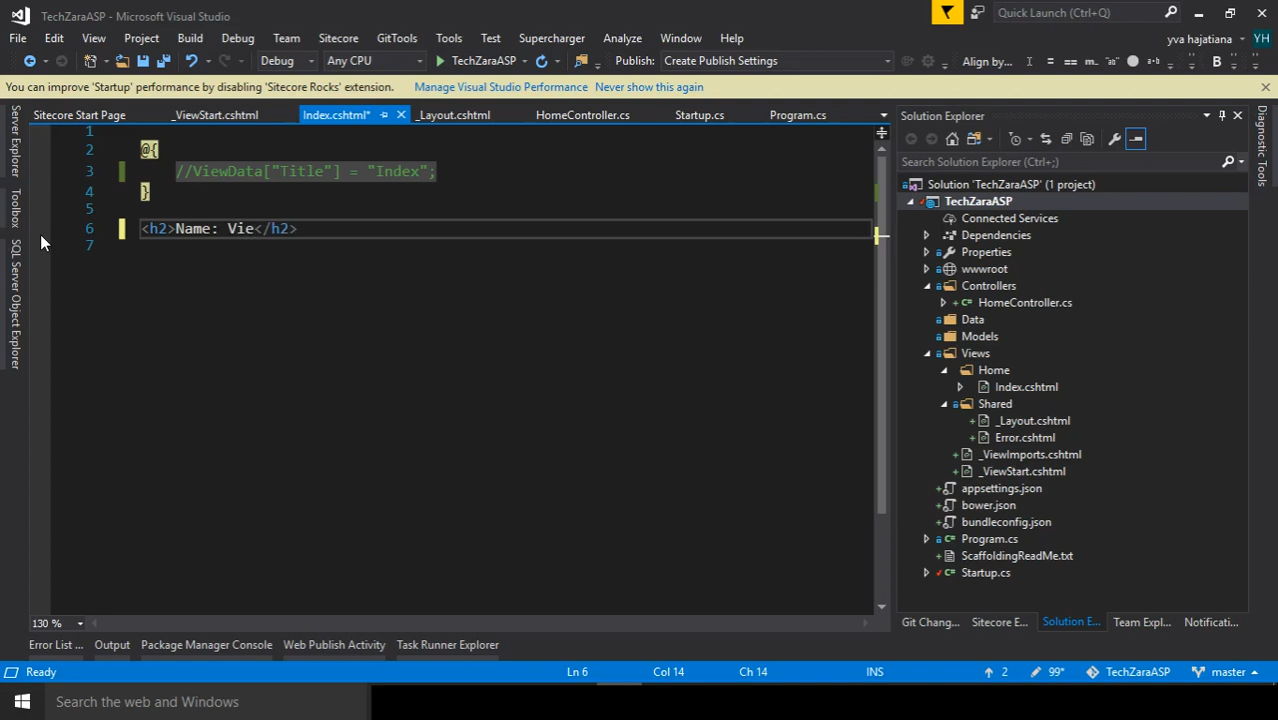 TechZaraASP - Microsoft Visual Studio
Quick Launch (Ctrl+Q)
File Edit View Project Build Debug Team Sitecore GitTools Tools Test Supercharger Analyze Window Help
yva hajatiana YH
Debug Any CPU TechZaraASP Publish: Create Publish Settings Align by... B
You can improve 'Startup' performance by disabling 'Sitecore Rocks' extension. Manage Visual Studio Performance Never show this again
Server Explorer
Toolbox
SQL Server Object Explorer
Sitecore Start Page _ViewStart.cshtml Index.cshtml* _Layout.cshtml HomeController.cs Startup.cs Program.cs
1
2 @{
3 //ViewData["Title"] = "Index";
4 }
5
6 <h2>Name: Vie</h2>
7
130 %
Solution Explorer
Search Solution Explorer (Ctrl+;)
Solution 'TechZaraASP' (1 project)
TechZaraASP
Connected Services
Dependencies
Properties
wwwroot
Controllers
HomeController.cs
Data
Models
Views
Home
Index.cshtml
Shared
_Layout.cshtml
Error.cshtml
_ViewImports.cshtml
_ViewStart.cshtml
appsettings.json
bower.json
bundleconfig.json
Program.cs
ScaffoldingReadMe.txt
Startup.cs
Git Chang... Sitecore E... Solution E... Team Expl... Notificati...
Diagnostic Tools
Error List ... Output Package Manager Console Web Publish Activity Task Runner Explorer
Ready Ln 6 Col 14 Ch 14 INS 2 99* TechZaraASP master
Search the web and Windows